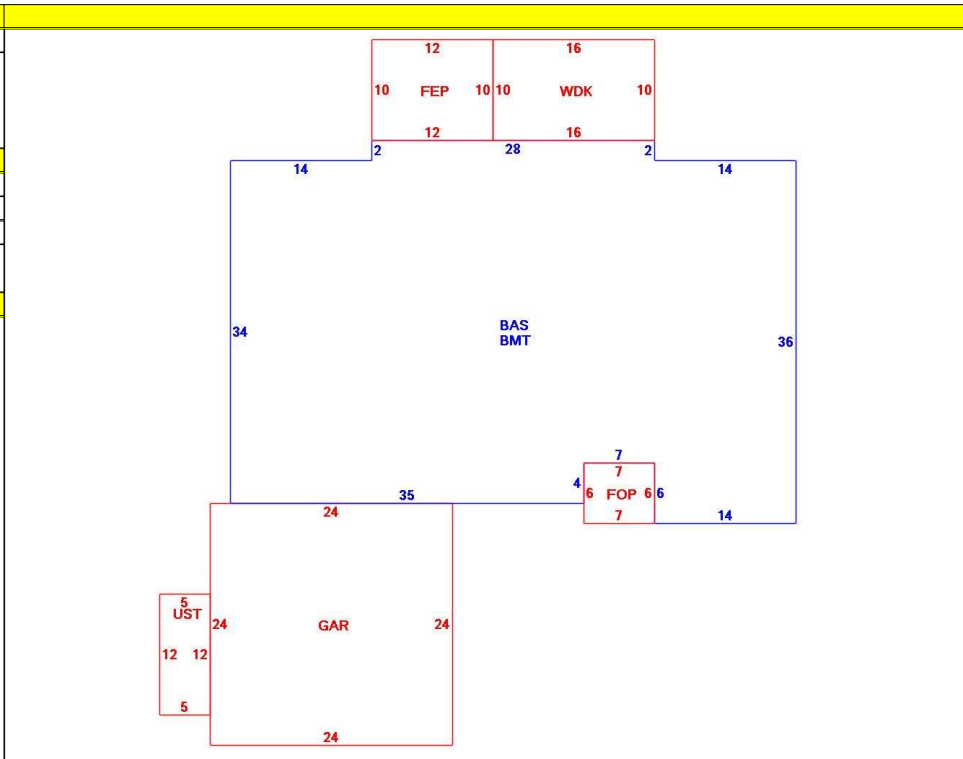 12 16
10 FEP 10 10 WDK 10
12 16
2 28 2
14 14
34 BAS 36
BMT
7
7
4 6 FOP 6 6
35 7 14
24
5
UST
24 GAR 24
12 12
5
24